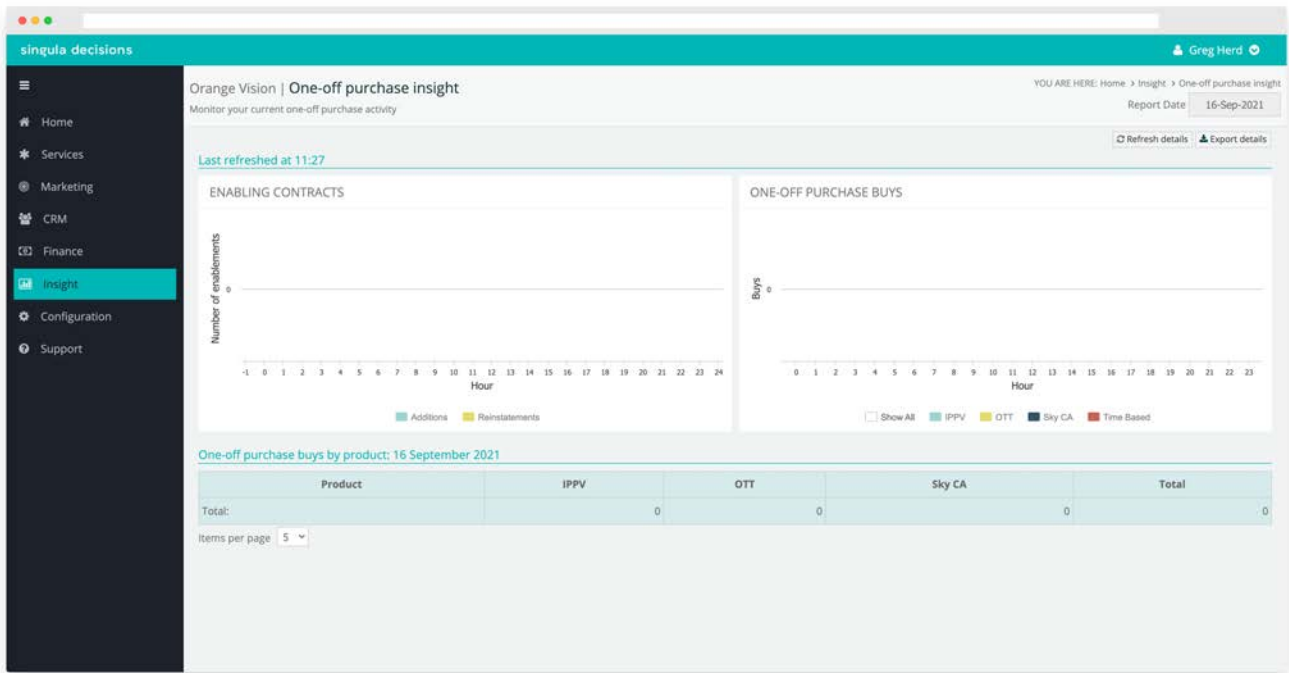 singula decisions
Greg Herd
Home
Services
Marketing
CRM
Finance
Insight
Configuration
Support
Orange Vision | One-off purchase insight
Monitor your current one-off purchase activity
YOU ARE HERE: Home > Insight > One-off purchase insight
Report Date 16-Sep-2021
Refresh details Export details
Last refreshed at 11:27
ENABLING CONTRACTS
Number of enablements
0
-1 0 1 2 3 4 5 6 7 8 9 10 11 12 13 14 15 16 17 18 19 20 21 22 23 24
Hour
Additions Reinstatements
ONE-OFF PURCHASE BUYS
Buys
0
0 1 2 3 4 5 6 7 8 9 10 11 12 13 14 15 16 17 18 19 20 21 22 23
Hour
Show All IPPV OTT Sky CA Time Based
One-off purchase buys by product: 16 September 2021
Product IPPV OTT Sky CA Total
Total: 0 0 0 0
Items per page 5